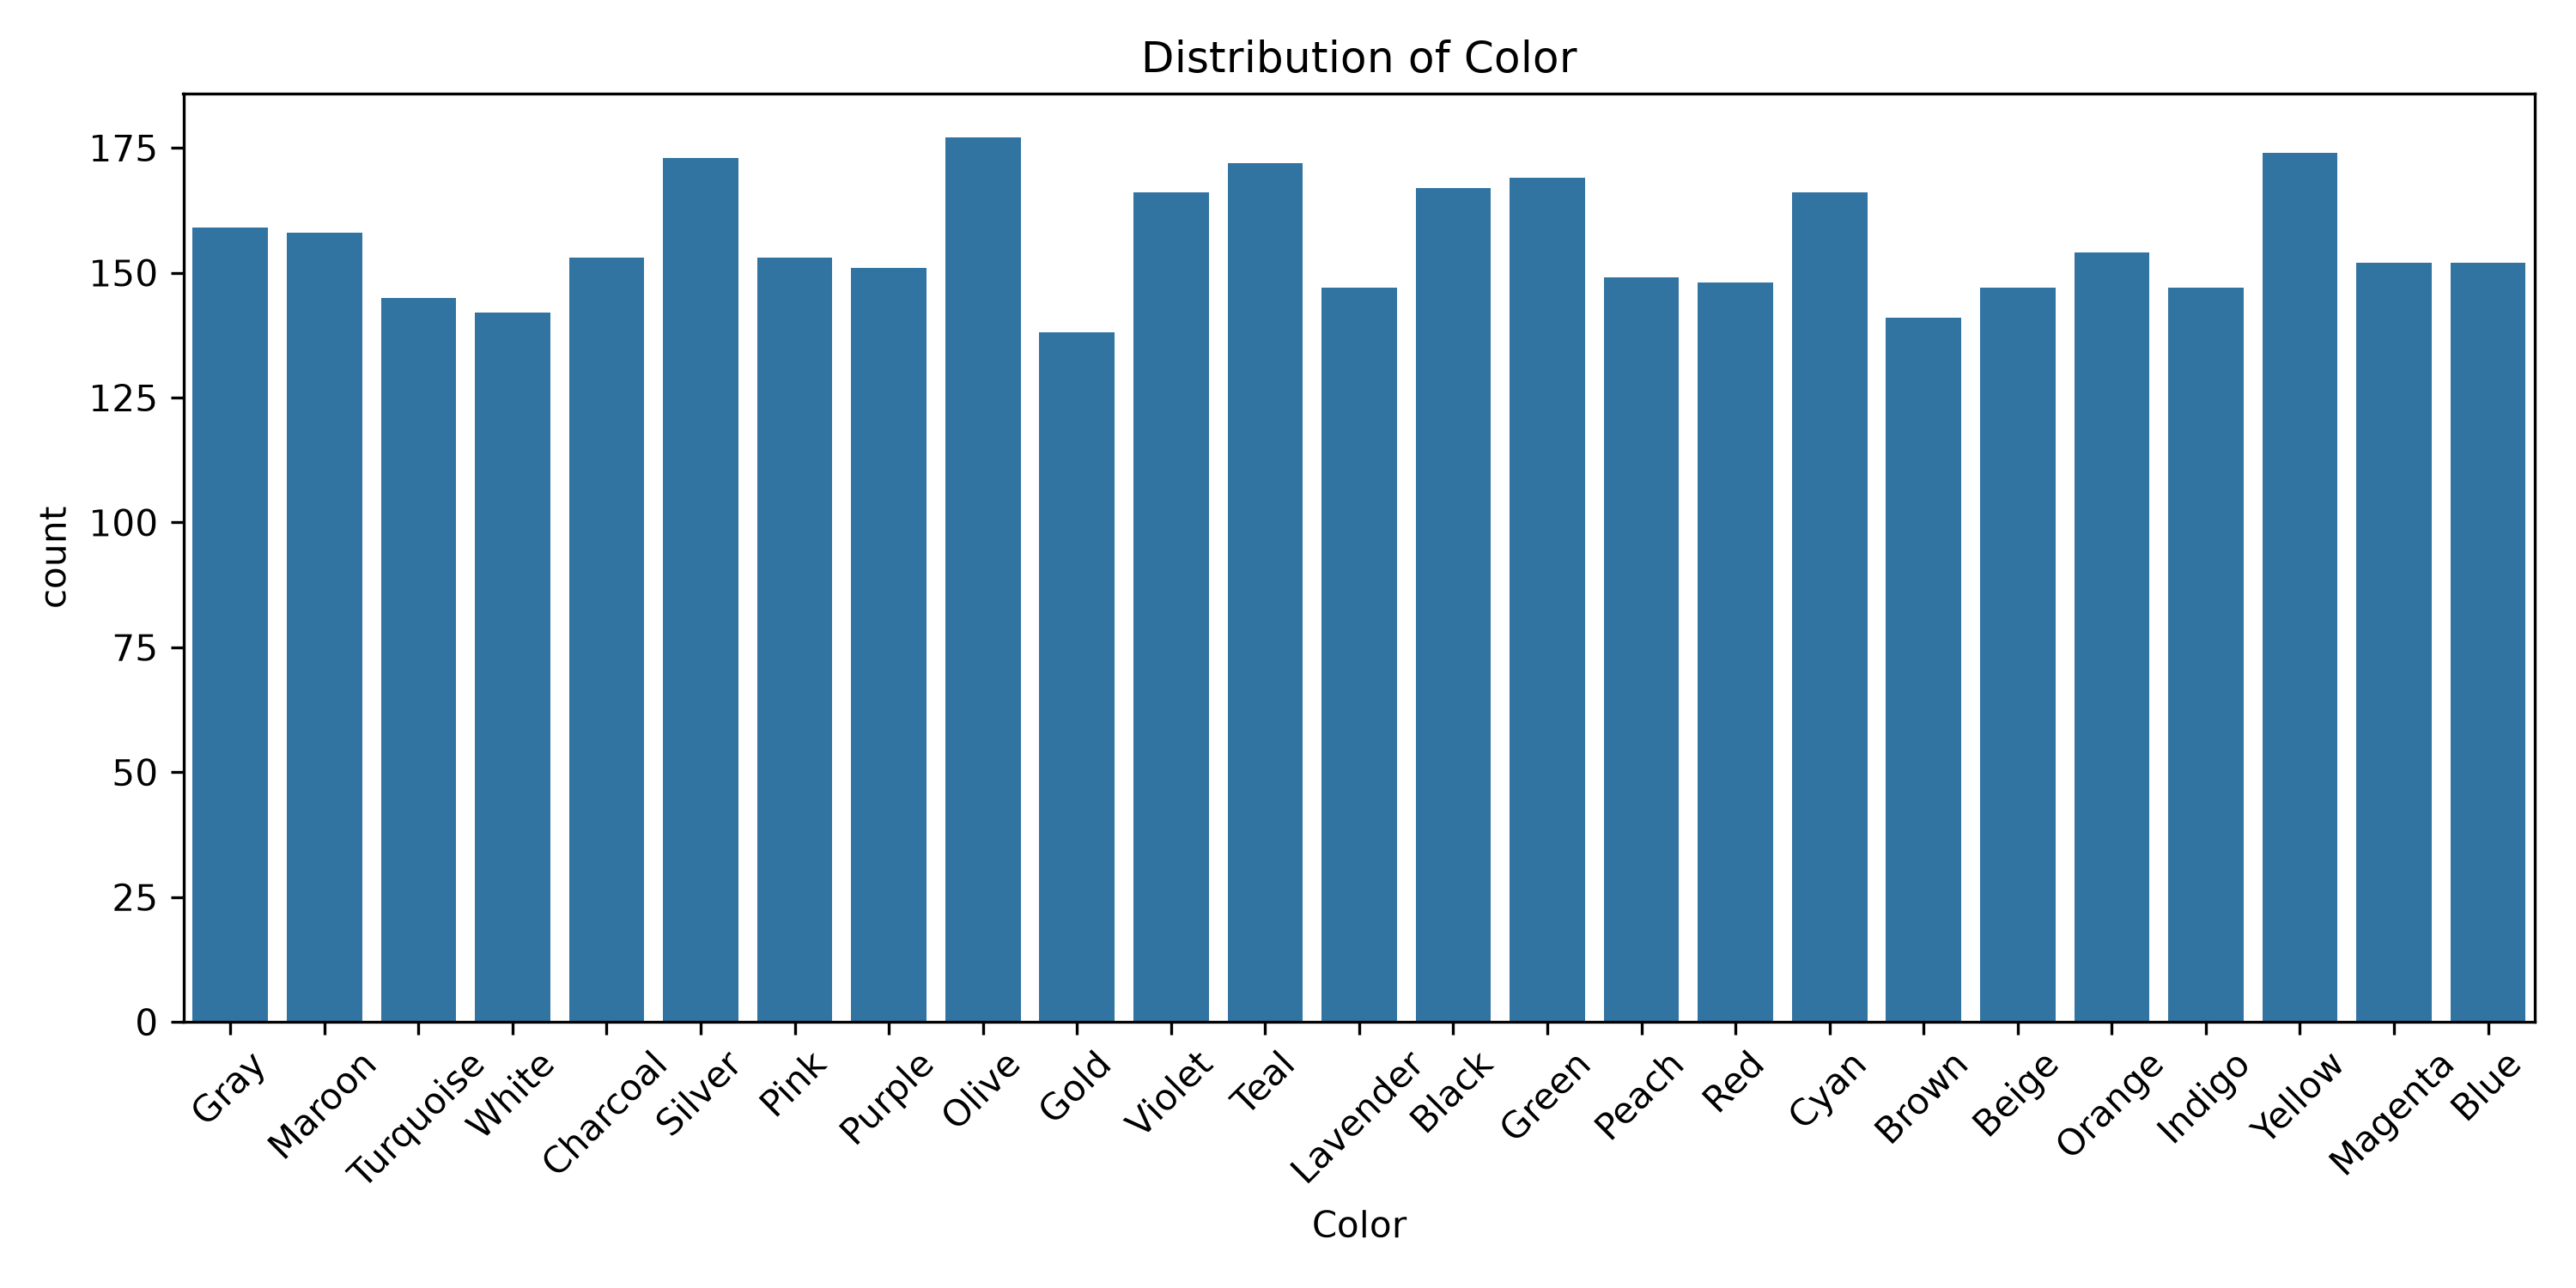 Distribution of Color
count
175
150
125
100
75
50
25
0
Gray
Maroon
Turquoise
White
Charcoal
Silver
Pink
Purple
Olive
Gold
Violet
Teal
Lavender
Black
Green
Peach
Red
Cyan
Brown
Beige
Orange
Indigo
Yellow
Magenta
Blue
Color